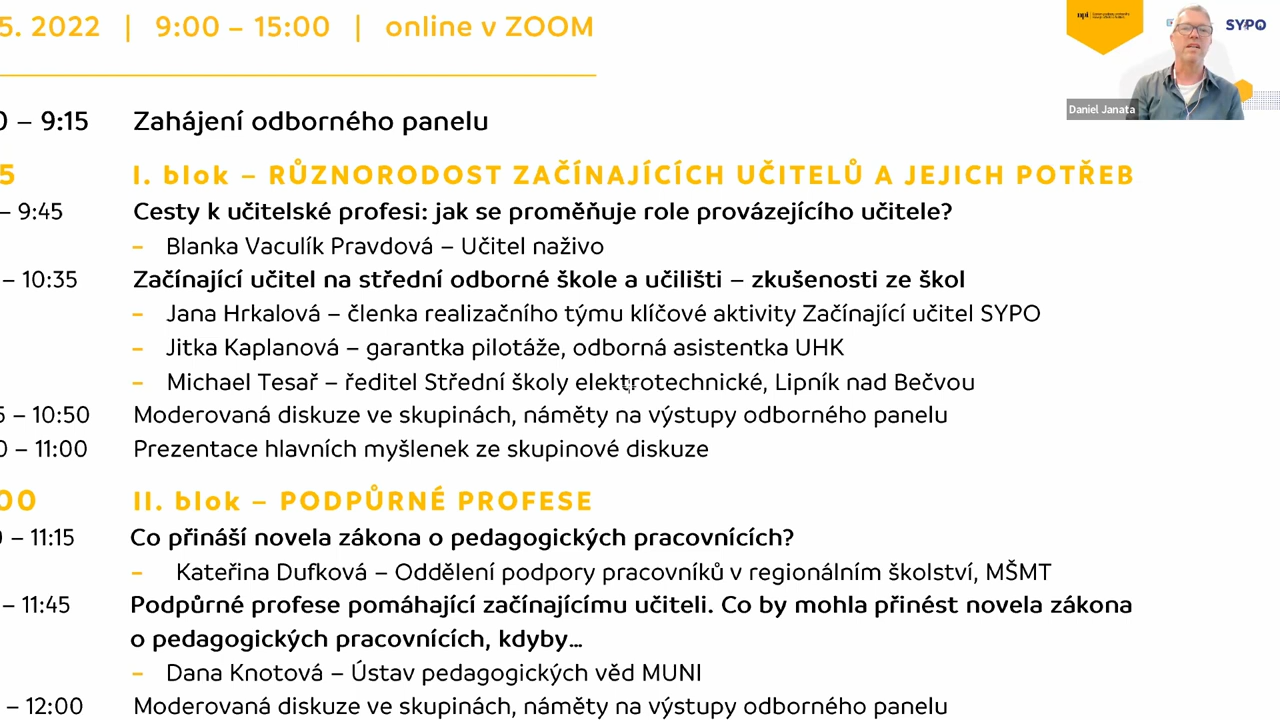 5. 2022 | 9:00 – 15:00 | online v ZOOM
npi
SYPO
Daniel Janata
0 – 9:15 Zahájení odborného panelu
5 I. blok – RŮZNORODOST ZAČÍNAJÍCÍCH UČITELŮ A JEJICH POTŘEB
– 9:45 Cesty k učitelské profesi: jak se proměňuje role provázejícího učitele?
– Blanka Vaculík Pravdová – Učitel naživo
– 10:35 Začínající učitel na střední odborné škole a učilišti – zkušenosti ze škol
– Jana Hrkalová – členka realizačního týmu klíčové aktivity Začínající učitel SYPO
– Jitka Kaplanová – garantka pilotáže, odborná asistentka UHK
– Michael Tesař – ředitel Střední školy elektrotechnické, Lipník nad Bečvou
5 – 10:50 Moderovaná diskuze ve skupinách, náměty na výstupy odborného panelu
0 – 11:00 Prezentace hlavních myšlenek ze skupinové diskuze
00 II. blok – PODPŮRNÉ PROFESE
0 – 11:15 Co přináší novela zákona o pedagogických pracovnících?
– Kateřina Dufková – Oddělení podpory pracovníků v regionálním školství, MŠMT
– 11:45 Podpůrné profese pomáhající začínajícímu učiteli. Co by mohla přinést novela zákona
o pedagogických pracovnících, kdyby...
– Dana Knotová – Ústav pedagogických věd MUNI
– 12:00 Moderovaná diskuze ve skupinách, náměty na výstupy odborného panelu